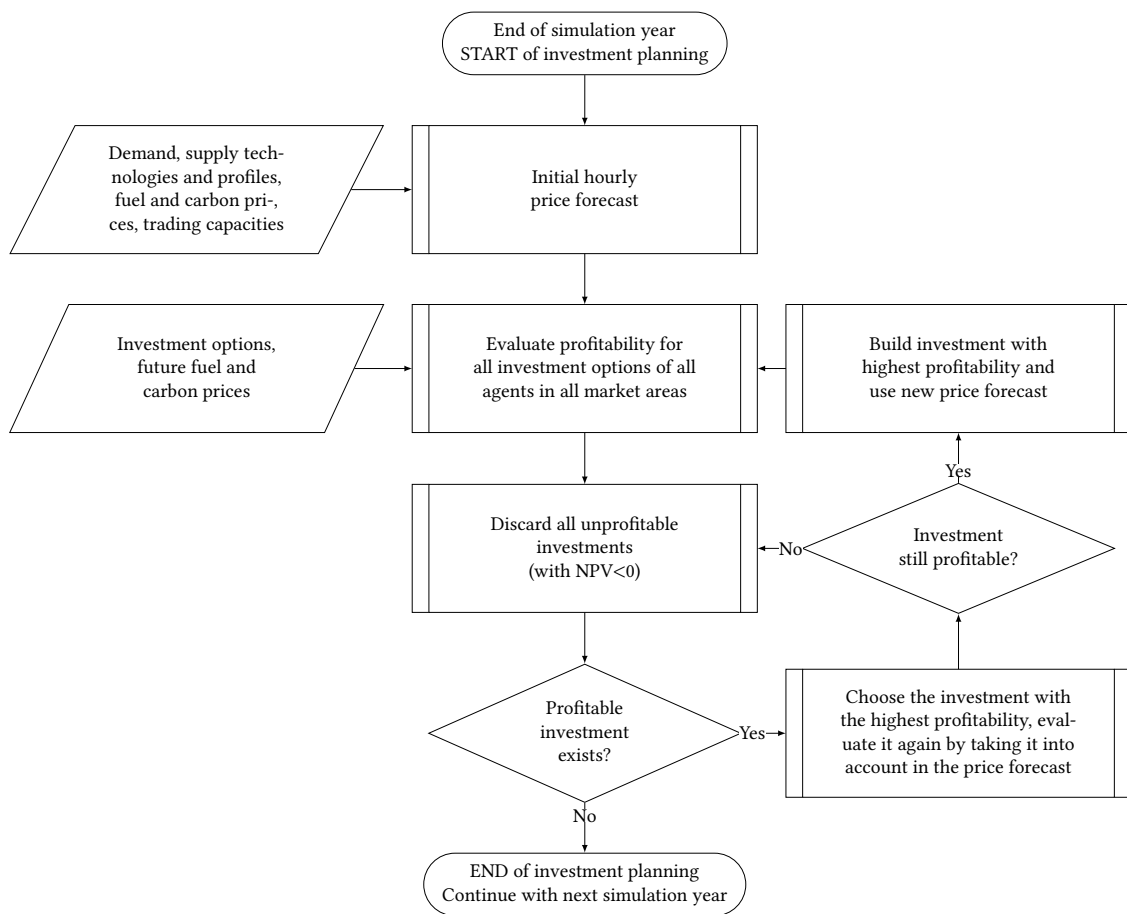 End of simulation year
START of investment planning
Demand, supply tech-
nologies and profiles,
fuel and carbon pri-,
ces, trading capacities
Initial hourly
price forecast
Investment options,
future fuel and
carbon prices
Evaluate profitability for
all investment options of all
agents in all market areas
Build investment with
highest profitability and
use new price forecast
Yes
Discard all unprofitable
investments
(with NPV<0)
No
Investment
still profitable?
Profitable
investment
exists?
Yes
Choose the investment with
the highest profitability, eval-
uate it again by taking it into
account in the price forecast
No
END of investment planning
Continue with next simulation year